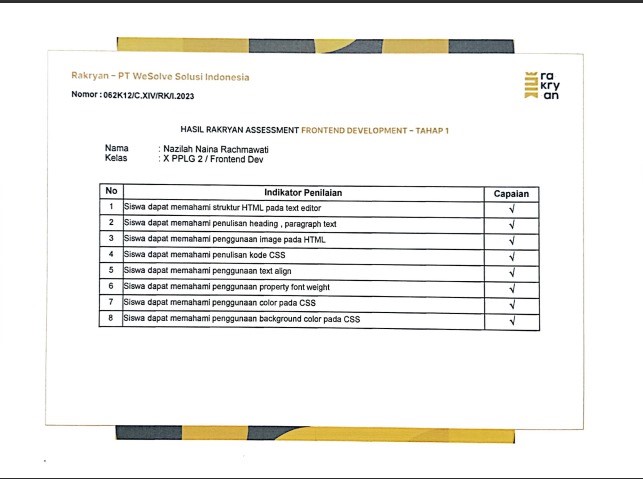 Rakryan – PT WeSolve Solusi Indonesia
Nomor : 062K12/C.XIV/RK/I.2023
ra
kry
an
HASIL RAKRYAN ASSESSMENT FRONTEND DEVELOPMENT – TAHAP 1
Nama : Nazilah Naina Rachmawati
Kelas : X PPLG 2 / Frontend Dev
No Indikator Penilaian Capaian
1 Siswa dapat memahami struktur HTML pada text editor √
2 Siswa dapat memahami penulisan heading , paragraph text √
3 Siswa dapat memahami penggunaan image pada HTML √
4 Siswa dapat memahami penulisan kode CSS √
5 Siswa dapat memahami penggunaan text align √
6 Siswa dapat memahami penggunaan property font weight √
7 Siswa dapat memahami penggunaan color pada CSS √
8 Siswa dapat memahami penggunaan background color pada CSS √